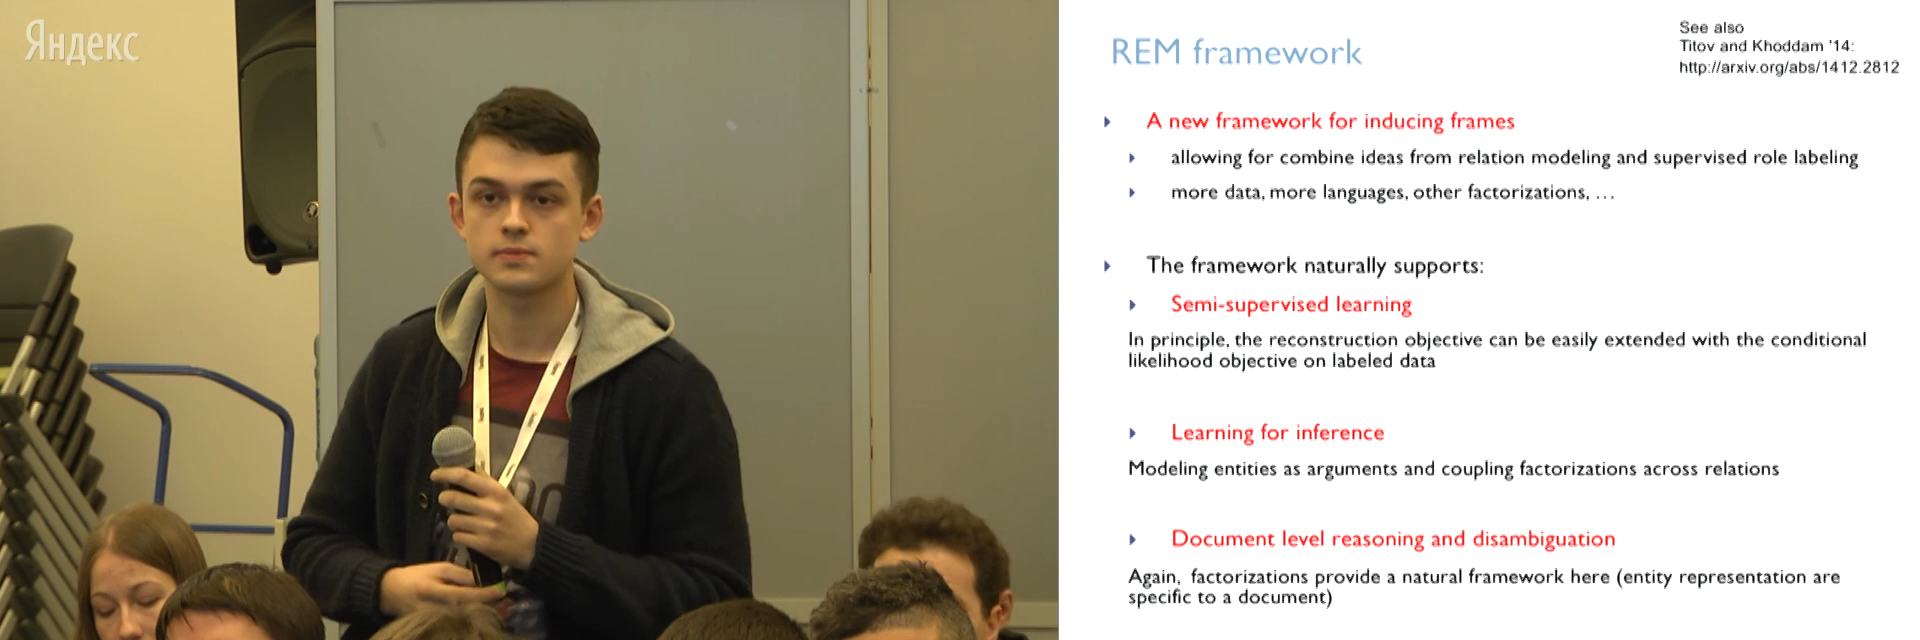 Яндекс
REM framework
See also
Titov and Khoddam '14:
http://arxiv.org/abs/1412.2812
A new framework for inducing frames
allowing for combine ideas from relation modeling and supervised role labeling
more data, more languages, other factorizations, …
The framework naturally supports:
Semi-supervised learning
In principle, the reconstruction objective can be easily extended with the conditional
likelihood objective on labeled data
Learning for inference
Modeling entities as arguments and coupling factorizations across relations
Document level reasoning and disambiguation
Again, factorizations provide a natural framework here (entity representation are
specific to a document)